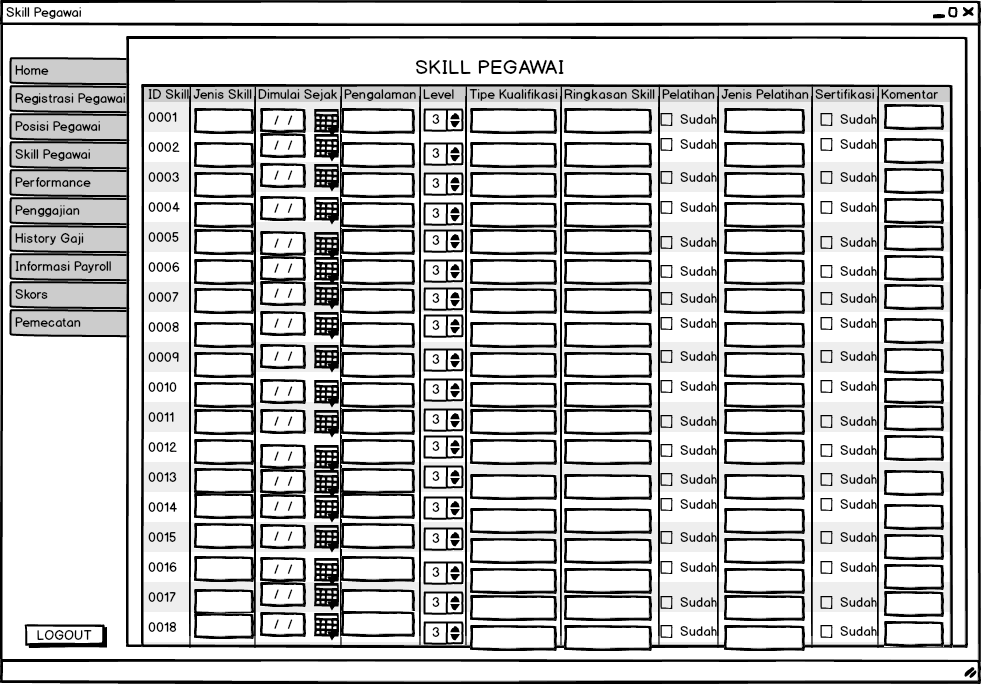 Skill Pegawai
Home
Registrasi Pegawai
Posisi Pegawai
Skill Pegawai
Performance
Penggajian
History Gaji
Informasi Payroll
Skors
Pemecatan
LOGOUT
SKILL PEGAWAI
ID Skill Jenis Skill Dimulai Sejak Pengalaman Level Tipe Kualifikasi Ringkasan Skill Pelatihan Jenis Pelatihan Sertifikasi Komentar
0001 / / 3 Sudah Sudah
0002 / / 3 Sudah Sudah
0003 / / 3 Sudah Sudah
0004 / / 3 Sudah Sudah
0005 / / 3 Sudah Sudah
0006 / / 3 Sudah Sudah
0007 / / 3 Sudah Sudah
0008 / / 3 Sudah Sudah
0009 / / 3 Sudah Sudah
0010 / / 3 Sudah Sudah
0011 / / 3 Sudah Sudah
0012 / / 3 Sudah Sudah
0013 / / 3 Sudah Sudah
0014 / / 3 Sudah Sudah
0015 / / 3 Sudah Sudah
0016 / / 3 Sudah Sudah
0017 / / 3 Sudah Sudah
0018 / / 3 Sudah Sudah